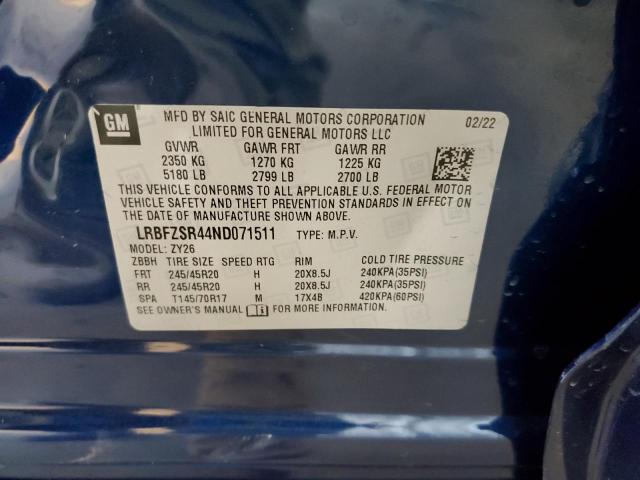 GM
MFD BY SAIC GENERAL MOTORS CORPORATION 02/22
LIMITED FOR GENERAL MOTORS LLC
GVWR GAWR FRT GAWR RR
2350 KG 1270 KG 1225 KG
5180 LB 2799 LB 2700 LB
THIS VEHICLE CONFORMS TO ALL APPLICABLE U.S. FEDERAL MOTOR
VEHICLE SAFETY AND THEFT PREVENTION STANDARDS IN EFFECT ON
THE DATE OF MANUFACTURE SHOWN ABOVE.
LRBFZSR44ND071511 TYPE: M.P.V.
MODEL: ZY26
ZBBH TIRE SIZE SPEED RTG RIM COLD TIRE PRESSURE
FRT 245/45R20 H 20X8.5J 240KPA(35PSI)
RR 245/45R20 H 20X8.5J 240KPA(35PSI)
SPA T145/70R17 M 17X4B 420KPA(60PSI)
SEE OWNER'S MANUAL FOR MORE INFORMATION.